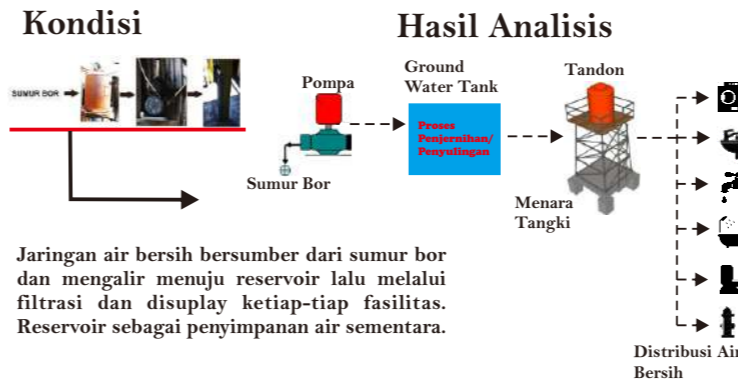 Kondisi
Hasil Analisis
SUMUR BOR
Pompa
Sumur Bor
Ground
Water Tank
Proses
Penjernihan/
Penyulingan
Tandon
Menara
Tangki
Jaringan air bersih bersumber dari sumur bor
dan mengalir menuju reservoir lalu melalui
filtrasi dan disuplay ketiap-tiap fasilitas.
Reservoir sebagai penyimpanan air sementara.
Distribusi Air
Bersih